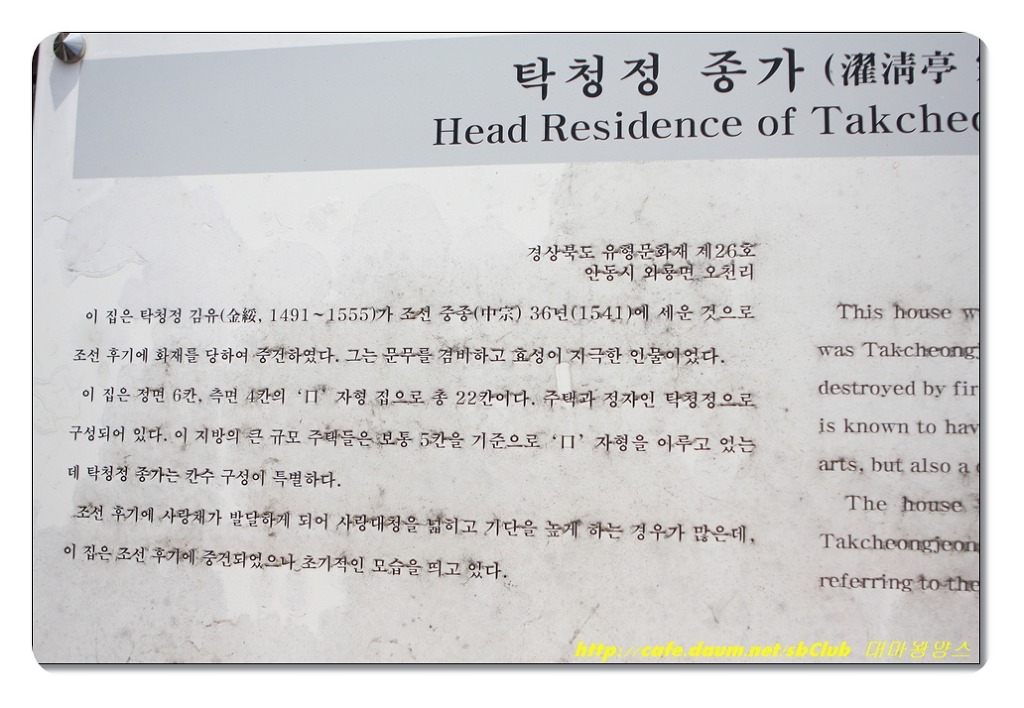 탁청정 종가 (濯淸亭
Head Residence of Takcheo
경상북도 유형문화재 제26호
안동시 와룡면 오천리
이 집은 탁청정 김유(金綏, 1491~1555)가 조선 중종(中宗) 36년(1541)에 세운 것으로
조선 후기에 화재를 당하여 중건하였다. 그는 문무를 겸비하고 효성이 지극한 인물이었다.
이 집은 정면 6칸, 측면 4칸의 ‘ㅁ’ 자형 집으로 총 22칸이다. 주택과 정자인 탁청정으로
구성되어 있다. 이 지방의 큰 규모 주택들은 보통 5칸을 기준으로 ‘ㅁ’ 자형을 이루고 있는
데 탁청정 종가는 칸수 구성이 특별하다.
조선 후기에 사랑채가 발달하게 되어 사랑대청을 넓히고 기단을 높게 하는 경우가 많은데,
이 집은 조선 후기에 중건되었으나 초기적인 모습을 띄고 있다.
This house w
was Takcheong
destroyed by fir
is known to hav
arts, but also a
The house
Takcheongjeon
referring to the
http://cafe.daum.net/sbClub 대마왕양스